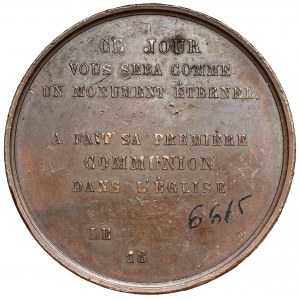 CE JOUR
VOUS SERA COMME
UN MONUMENT ÉTERNEL.
A FAIT SA PREMIÈRE
COMMUNION
DANS L'ÉGLISE
6615
LE
18